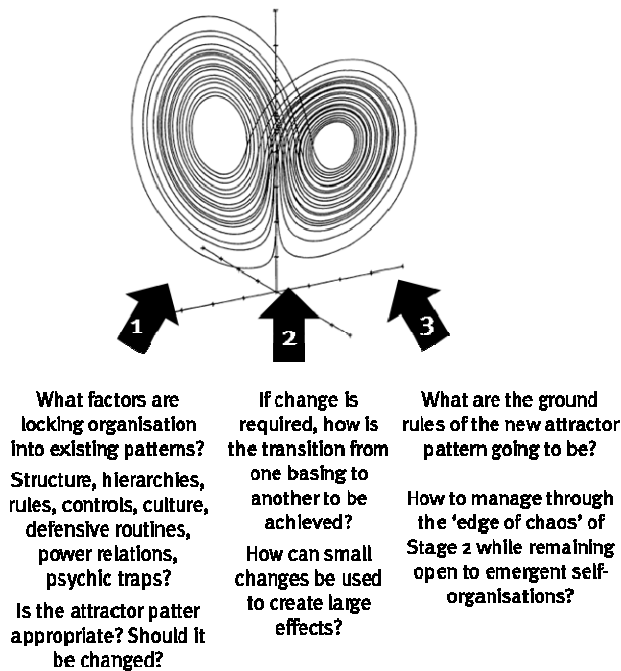 1
2
3
What factors are
locking organisation
into existing patterns?
Structure, hierarchies,
rules, controls, culture,
defensive routines,
power relations,
psychic traps?
Is the attractor patter
appropriate? Should it
be changed?
If change is
required, how is
the transition from
one basing to
another to be
achieved?
How can small
changes be used
to create large
effects?
What are the ground
rules of the new attractor
pattern going to be?
How to manage through
the ‘edge of chaos’ of
Stage 2 while remaining
open to emergent self-
organisations?